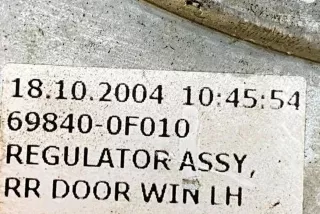 18.10.2004 10:45:54
69840-0F010
REGULATOR ASSY,
RR DOOR WIN LH